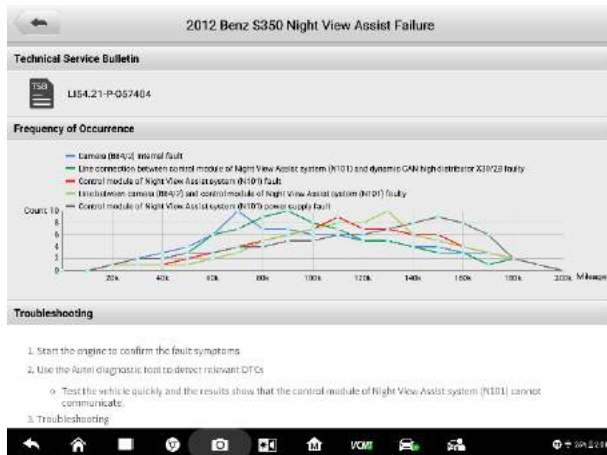 2012 Benz S350 Night View Assist Failure
Technical Service Bulletin
TSB
LI54.21-P-057404
Frequency of Occurrence
Camera (B84/2) internal fault
Line connection between control module of Night View Assist system (N101) and dynamic CAN high distributor X30/28 faulty
Control module of Night View Assist system (N101) fault
Line between camera (B84/2) and control module of Night View Assist system (N101) faulty
Control module of Night View Assist system (N101) power supply fault
Count 10
8
6
4
2
0
20k 40k 60k 80k 100k 120k 140k 160k 180k 200k Mileage
Troubleshooting
1. Start the engine to confirm the fault symptoms
2. Use the Autel diagnostic tool to detect relevant DTCs
Test the vehicle quickly and the results show that the control module of Night View Assist system (N101) cannot
communicate.
3. Troubleshooting
VCMI